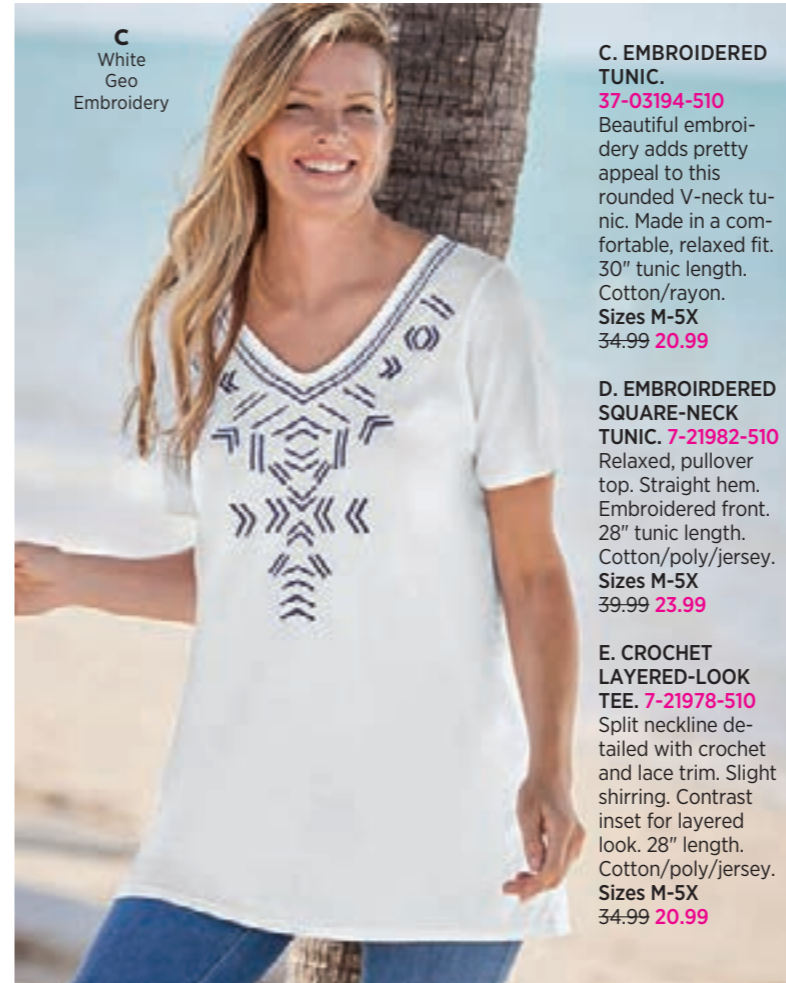 C
White
Geo
Embroidery
C. EMBROIDERED
TUNIC.
37-03194-510
Beautiful embroi-
dery adds pretty
appeal to this
rounded V-neck tu-
nic. Made in a com-
fortable, relaxed fit.
30" tunic length.
Cotton/rayon.
Sizes M-5X
34.99 20.99
D. EMBROIRDERED
SQUARE-NECK
TUNIC. 7-21982-510
Relaxed, pullover
top. Straight hem.
Embroidered front.
28" tunic length.
Cotton/poly/jersey.
Sizes M-5X
39.99 23.99
E. CROCHET
LAYERED-LOOK
TEE. 7-21978-510
Split neckline de-
tailed with crochet
and lace trim. Slight
shirring. Contrast
inset for layered
look. 28" length.
Cotton/poly/jersey.
Sizes M-5X
34.99 20.99